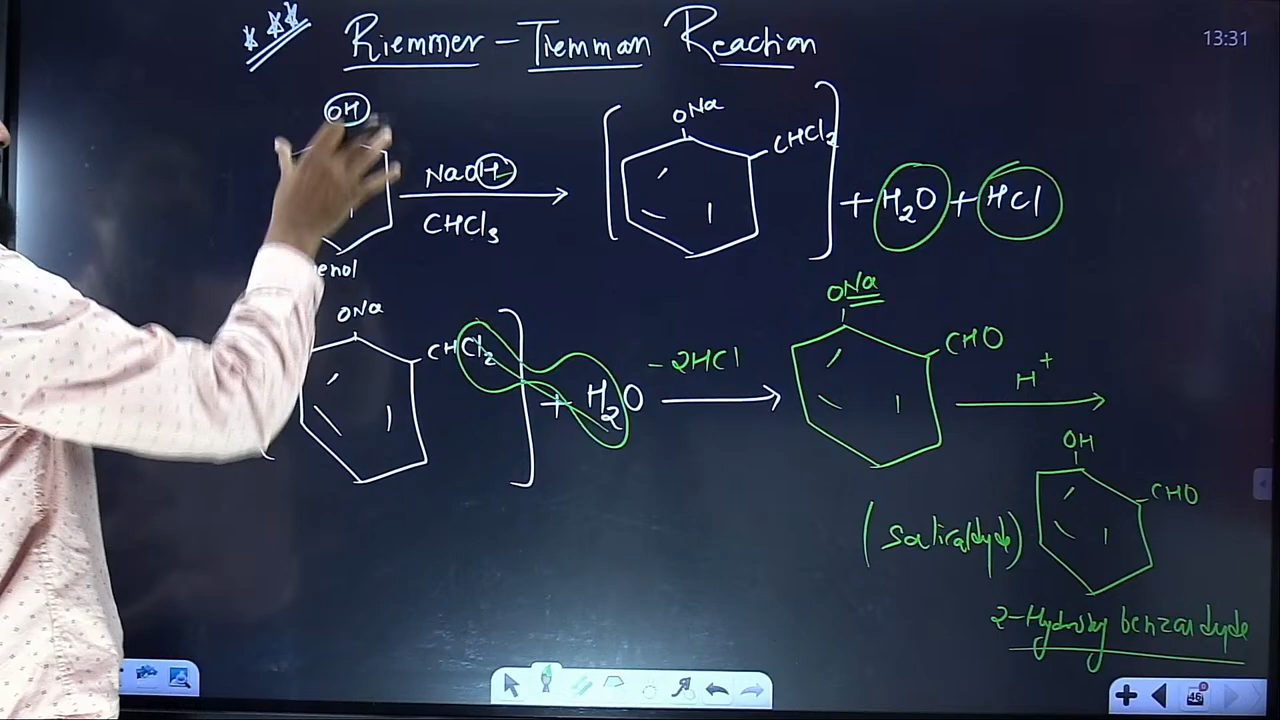 Riemmer - Tiemman Reaction
13:31
OH
NaOH
CHCl3
enol
ONa
CHCl2
+ H2O + HCl
ONa
CHCl2
+ H2O
-2HCl
ONa
CHO
H+
OH
CHO
(Salicaldyde)
2-Hydroxy benzaldyde
46